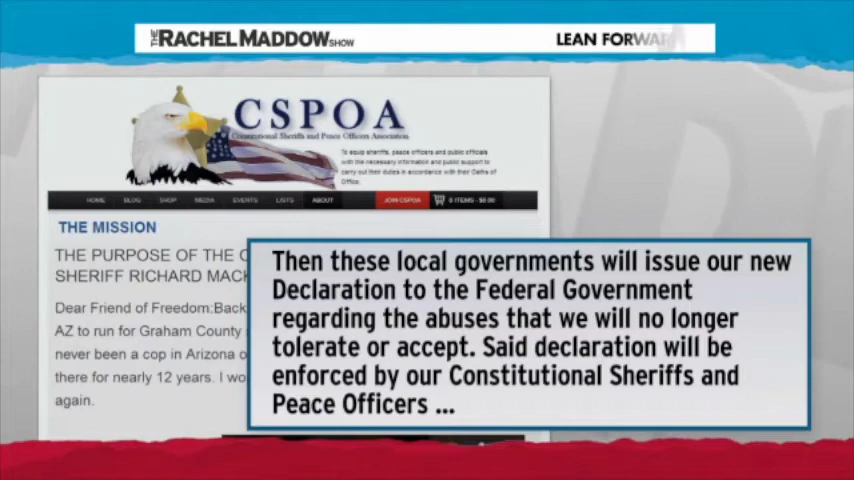 THE RACHEL MADDOW SHOW
LEAN FORWAR
CSPOA
Constitutional Sheriffs and Peace Officers Association
To equip sheriffs, peace officers and public officials
with the necessary information and public support to
carry out their duties in accordance with their Oaths of
Office.
HOME BLOG SHOP MEDIA EVENTS LISTS ABOUT JOIN CSPOA 0 ITEMS - $0.00
THE MISSION
THE PURPOSE OF THE C
SHERIFF RICHARD MACK
Dear Friend of Freedom;Back
AZ to run for Graham County
never been a cop in Arizona o
there for nearly 12 years. I wo
again.
Then these local governments will issue our new
Declaration to the Federal Government
regarding the abuses that we will no longer
tolerate or accept. Said declaration will be
enforced by our Constitutional Sheriffs and
Peace Officers ...